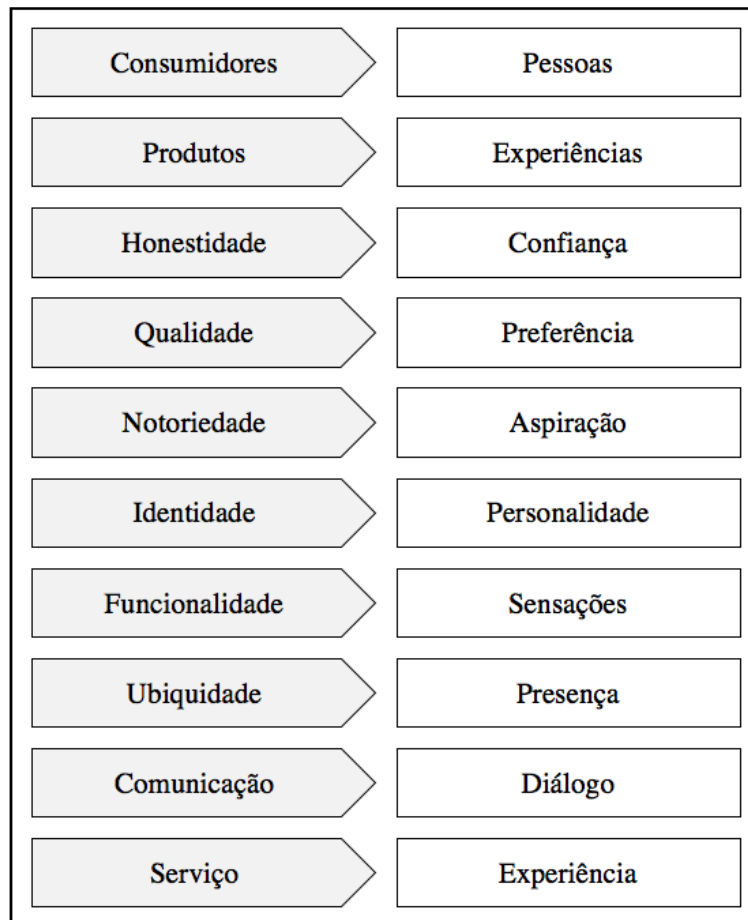 Consumidores Pessoas
Produtos Experiências
Honestidade Confiança
Qualidade Preferência
Notoriedade Aspiração
Identidade Personalidade
Funcionalidade Sensações
Ubiquidade Presença
Comunicação Diálogo
Serviço Experiência